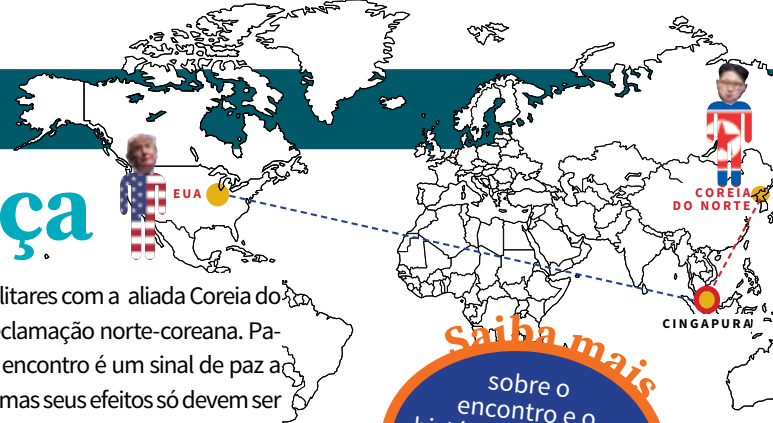 EUA
COREIA
DO NORTE
CINGAPURA
ça
litares com a aliada Coreia do
clamação norte-coreana. Pa-
encontro é um sinal de paz a
mas seus efeitos só devem ser
Saiba mais
sobre o
encontro e o